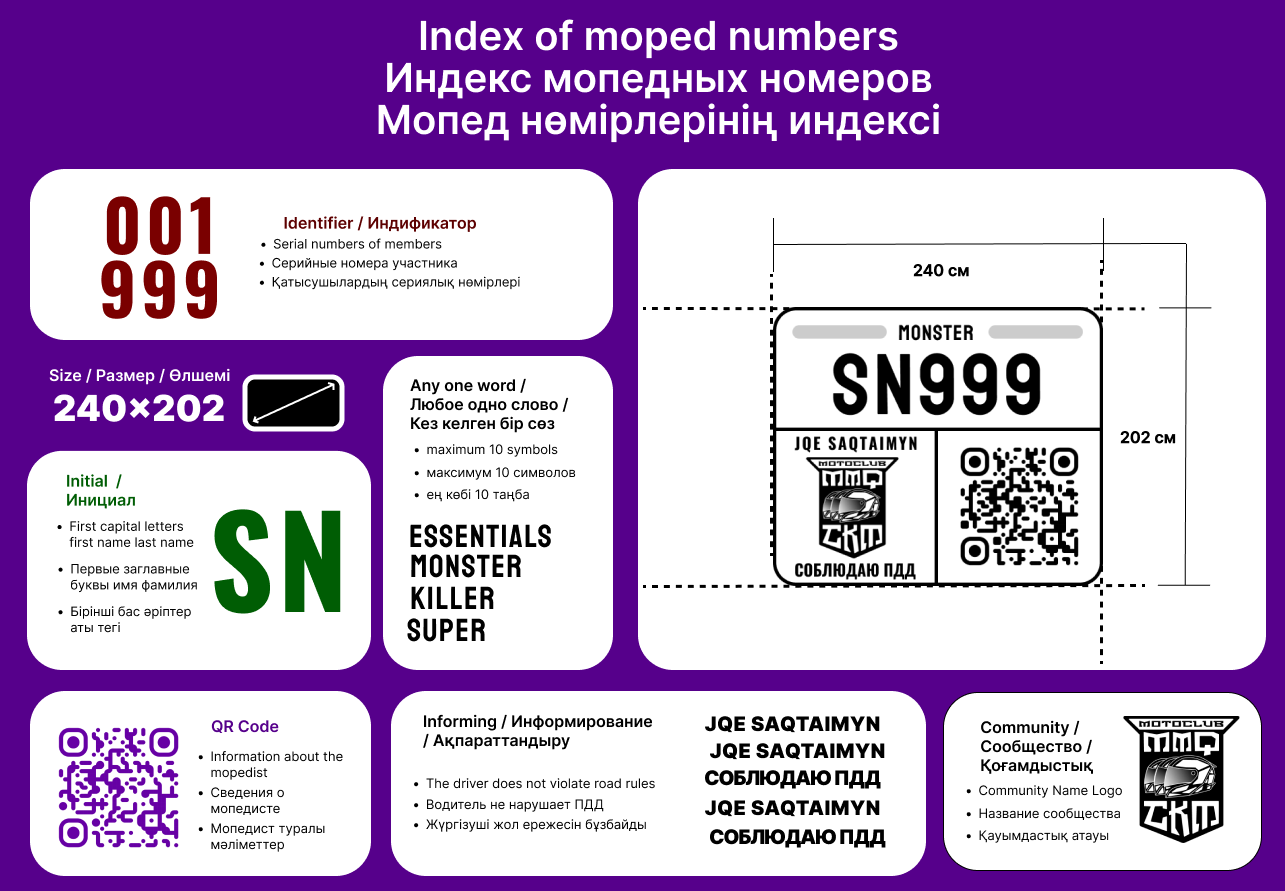 Index of moped numbers
Индекс мопедных номеров
Мопед нөмірлерінің индексі
001
999
Identifier / Индификатор
• Serial numbers of members
• Серийные номера участника
• Қатысушылардың сериялық нөмірлері
Size / Размер / Өлшемі
240×202
Initial /
Инициал
• First capital letters
first name last name
• Первые заглавные
буквы имя фамилия
• Бірінші бас әріптер
аты тегі
SN
Any one word /
Любое одно слово /
Кез келген бір сөз
• maximum 10 symbols
• максимум 10 символов
• ең көбі 10 таңба
ESSENTIALS
MONSTER
KILLER
SUPER
240 см
202 см
MONSTER
SN999
JQE SAQTAIMYN
MOTOCLUB
MMQ
СКМ
СОБЛЮДАЮ ПДД
QR Code
• Information about the
mopedist
• Сведения о
мопедисте
• Мопедист туралы
мәліметтер
Informing / Информирование
/ Ақпараттандыру
• The driver does not violate road rules
• Водитель не нарушает ПДД
• Жүргізуші жол ережесін бұзбайды
JQE SAQTAIMYN
JQE SAQTAIMYN
СОБЛЮДАЮ ПДД
JQE SAQTAIMYN
СОБЛЮДАЮ ПДД
Community /
Сообщество /
Қоғамдыстық
• Community Name Logo
• Название сообщества
• Қауымдастық атауы
MOTOCLUB
MMQ
СКМ